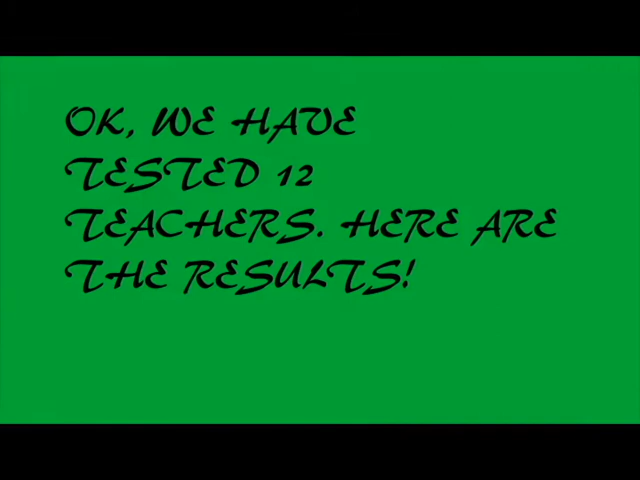 OK, WE HAVE
TESTED 12
TEACHERS. HERE ARE
THE RESULTS!